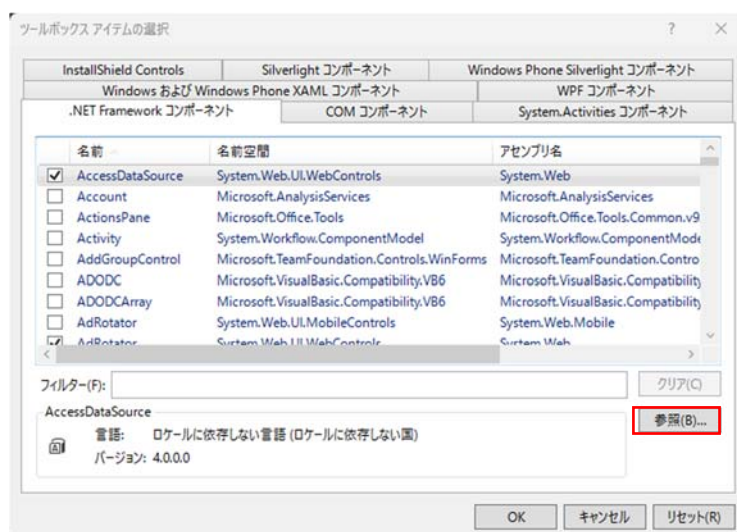 ツールボックス アイテムの選択
InstallShield Controls Silverlight コンポーネント Windows Phone Silverlight コンポーネント
Windows および Windows Phone XAML コンポーネント WPF コンポーネント
.NET Framework コンポーネント COM コンポーネント System.Activities コンポーネント
名前 名前空間 アセンブリ名
AccessDataSource System.Web.UI.WebControls System.Web
Account Microsoft.AnalysisServices Microsoft.AnalysisServices
ActionsPane Microsoft.Office.Tools Microsoft.Office.Tools.Common.v9
Activity System.Workflow.ComponentModel System.Workflow.ComponentMode
AddGroupControl Microsoft.TeamFoundation.Controls.WinForms Microsoft.TeamFoundation.Contro
ADODC Microsoft.VisualBasic.Compatibility.VB6 Microsoft.VisualBasic.Compatibility
ADODCArray Microsoft.VisualBasic.Compatibility.VB6 Microsoft.VisualBasic.Compatibility
AdRotator System.Web.UI.MobileControls System.Web.Mobile
AdRotator System.Web.UI.WebControls System.Web
フィルター(F): クリア(C)
AccessDataSource 参照(B)...
言語: ロケールに依存しない言語 (ロケールに依存しない国)
バージョン: 4.0.0.0
OK キャンセル リセット(R)